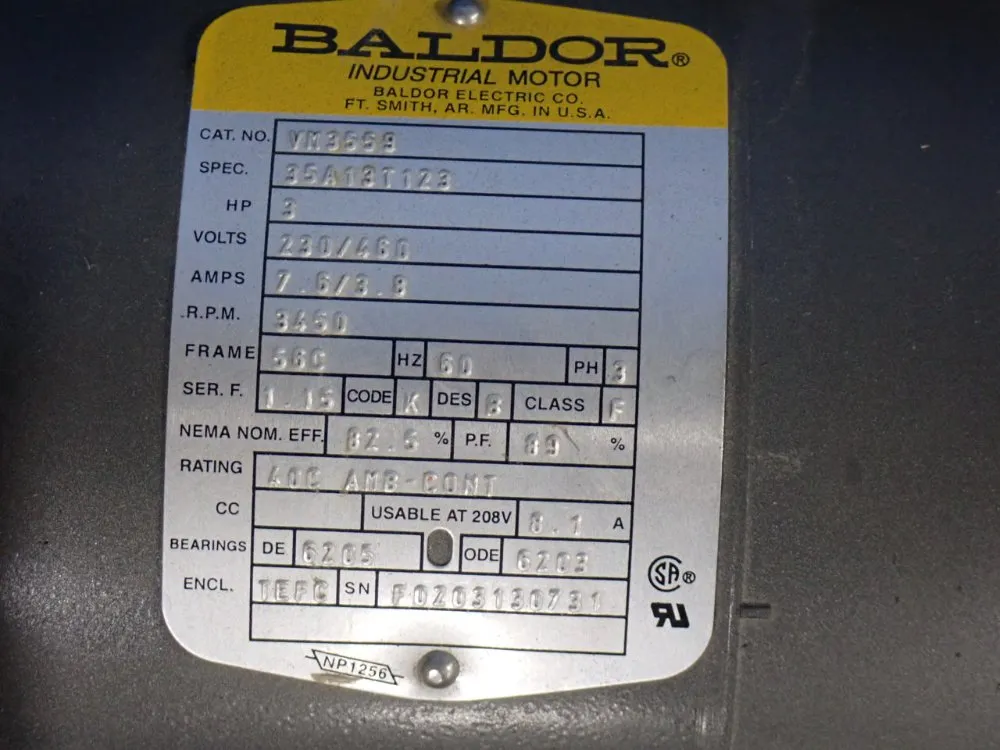 BALDOR®
INDUSTRIAL MOTOR
BALDOR ELECTRIC CO.
FT. SMITH, AR. MFG. IN U.S.A.
CAT. NO. VM3559
SPEC. 35A13T123
HP 3
VOLTS 230/460
AMPS 7.6/3.8
.R.P.M. 3450
FRAME 56C HZ 60 PH 3
SER. F. 1.15 CODE K DES B CLASS F
NEMA NOM. EFF. 82.5 % P.F. 89 %
RATING 40C AMB-CONT
CC USABLE AT 208V 8.1 A
BEARINGS DE 6205 ODE 6203
ENCL. TEFC SN F0203130731
SA®
RU
NP1256